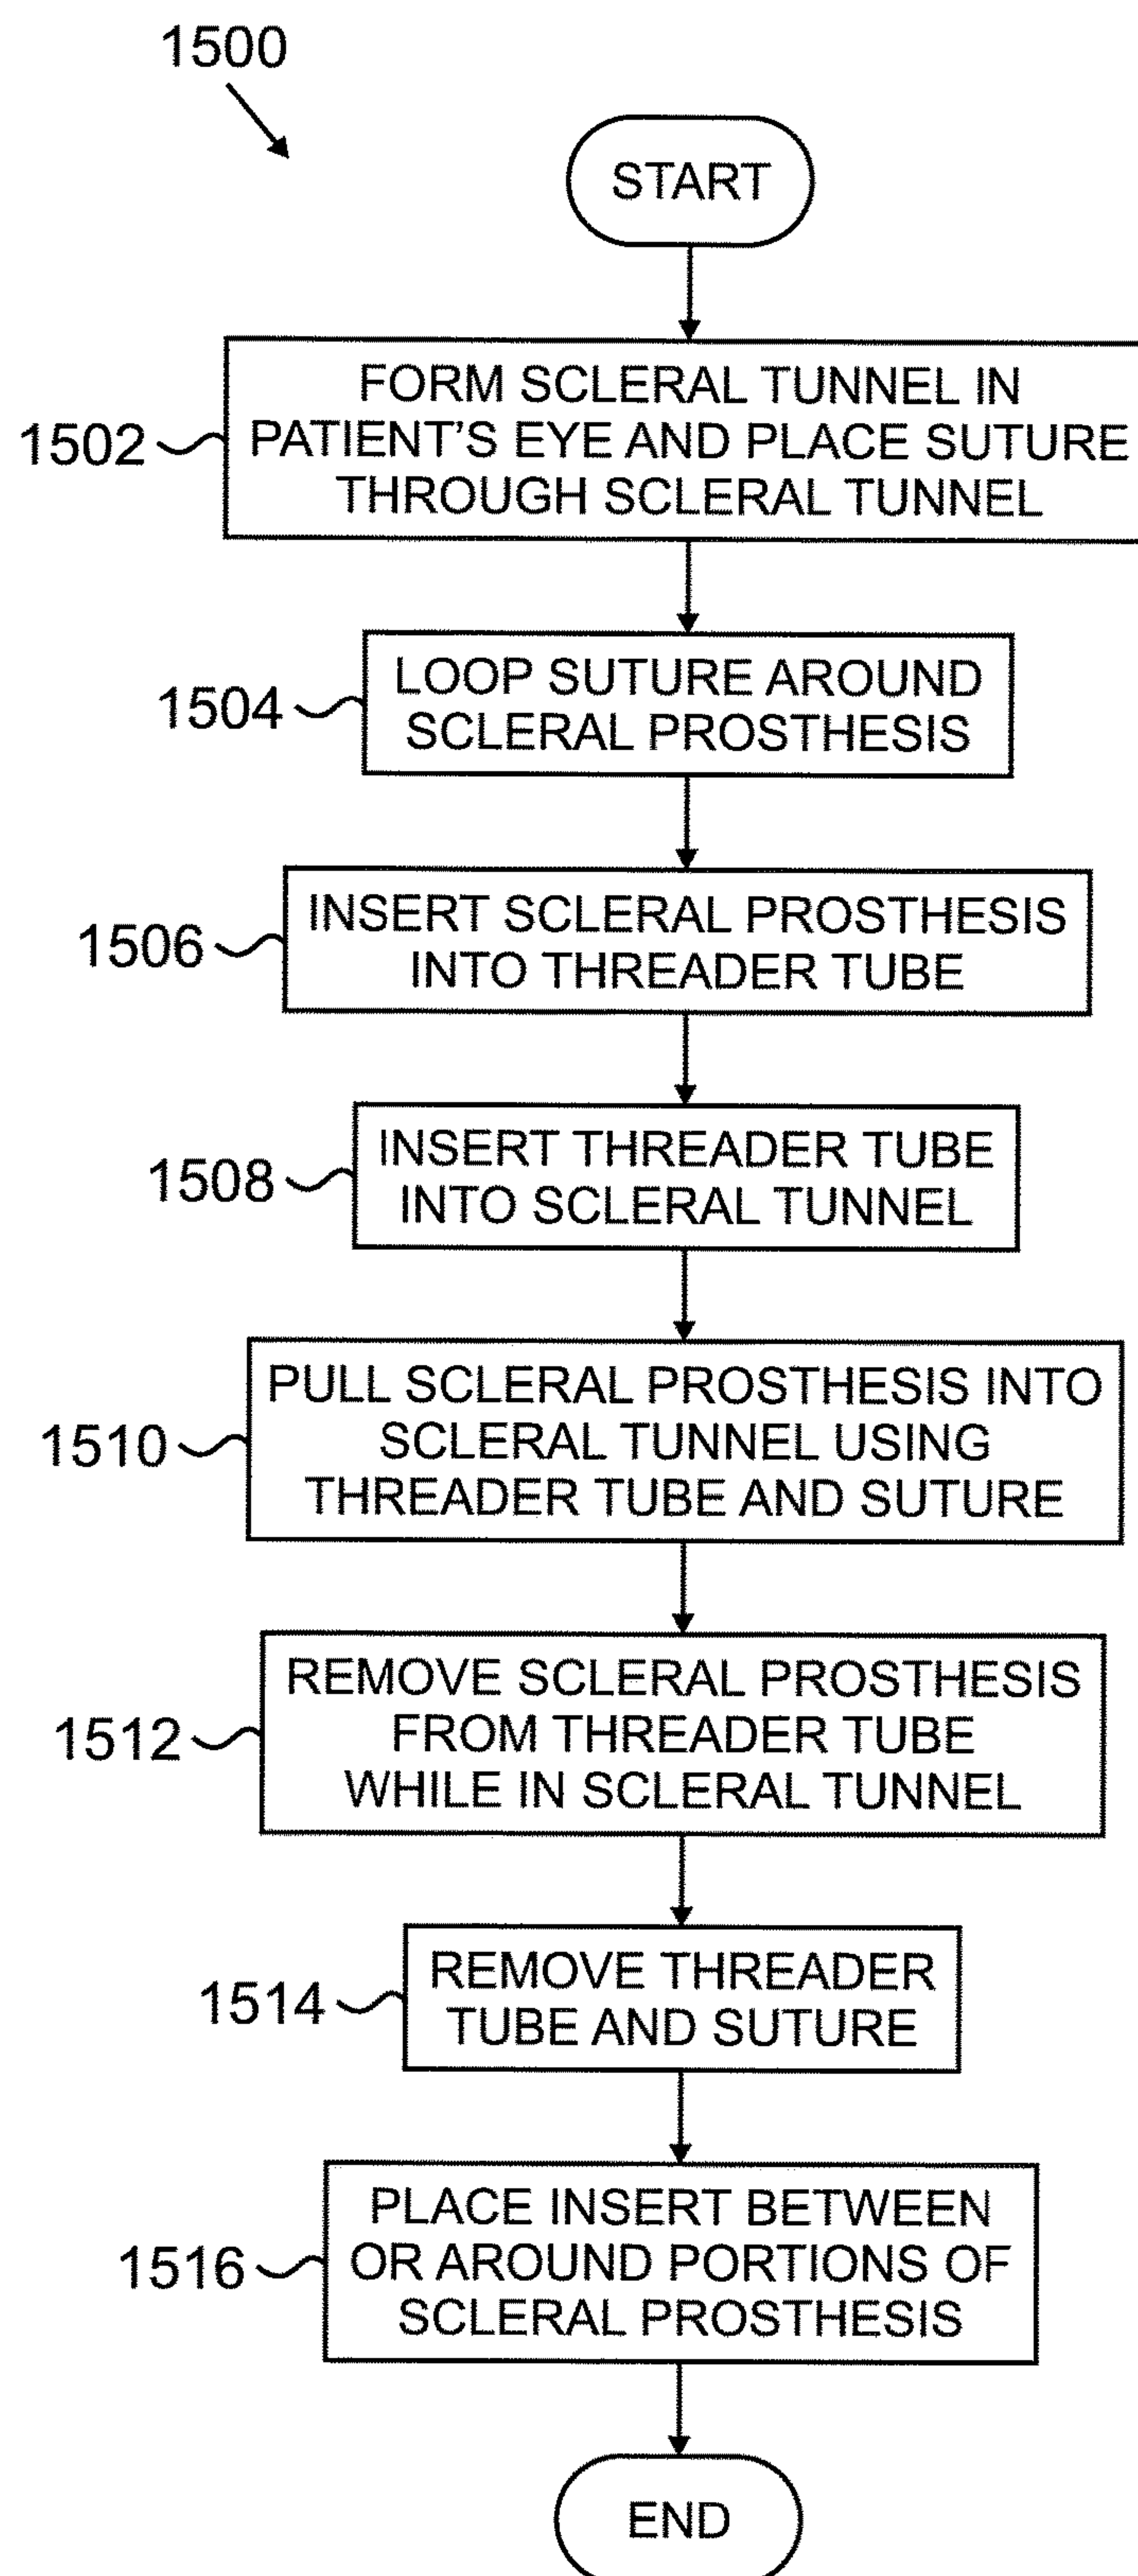 1500
START
1502
FORM SCLERAL TUNNEL IN
PATIENT'S EYE AND PLACE SUTURE
THROUGH SCLERAL TUNNEL
1504
LOOP SUTURE AROUND
SCLERAL PROSTHESIS
1506
INSERT SCLERAL PROSTHESIS
INTO THREADER TUBE
1508
INSERT THREADER TUBE
INTO SCLERAL TUNNEL
1510
PULL SCLERAL PROSTHESIS INTO
SCLERAL TUNNEL USING
THREADER TUBE AND SUTURE
1512
REMOVE SCLERAL PROSTHESIS
FROM THREADER TUBE
WHILE IN SCLERAL TUNNEL
1514
REMOVE THREADER
TUBE AND SUTURE
1516
PLACE INSERT BETWEEN
OR AROUND PORTIONS OF
SCLERAL PROSTHESIS
END